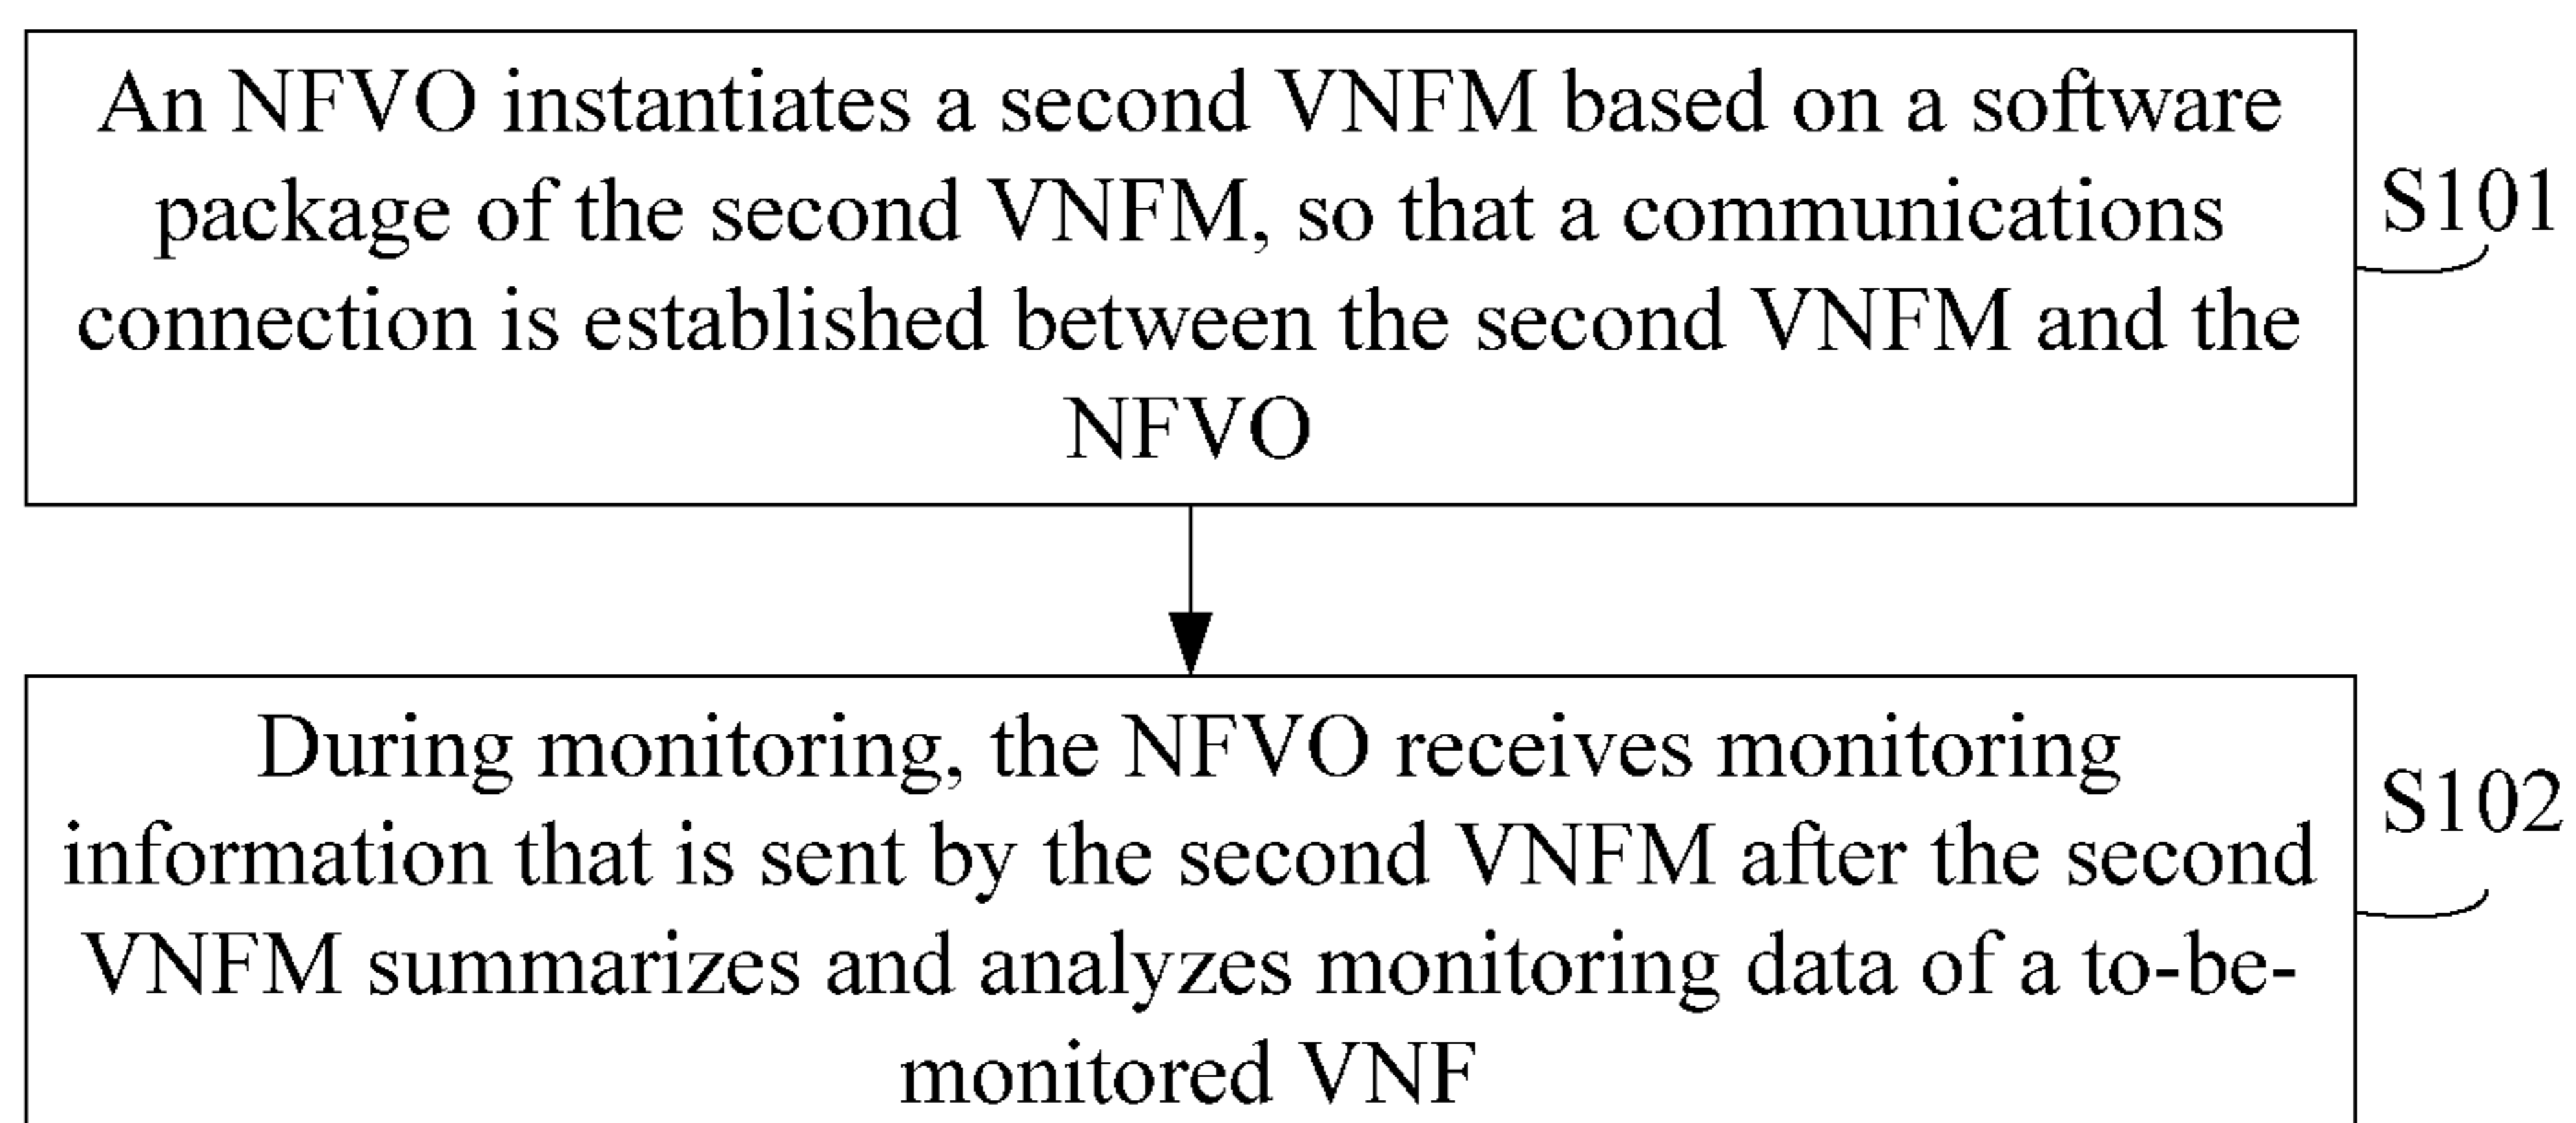 An NFVO instantiates a second VNFM based on a software
package of the second VNFM, so that a communications
connection is established between the second VNFM and the
NFVO
S101
During monitoring, the NFVO receives monitoring
information that is sent by the second VNFM after the second
VNFM summarizes and analyzes monitoring data of a to-be-
monitored VNF
S102